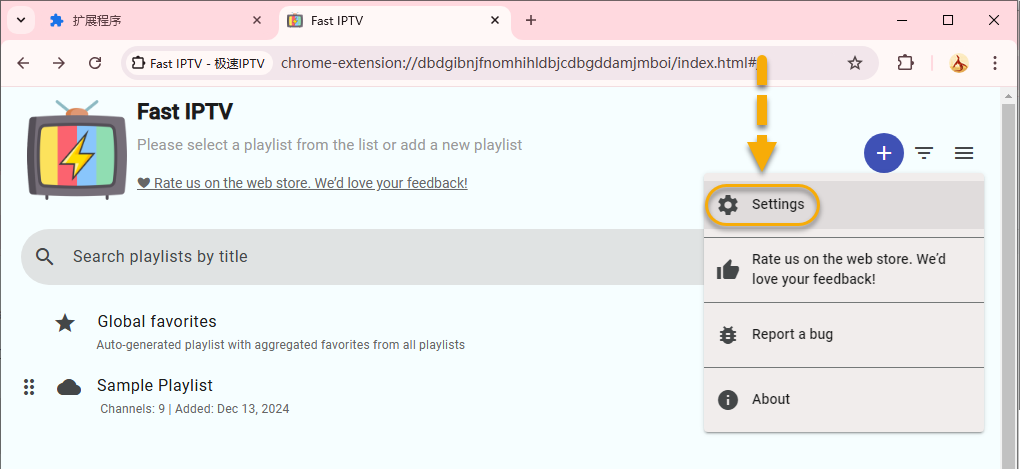 扩展程序
Fast IPTV
Fast IPTV - 极速IPTV
chrome-extension://dbdgibnjfnomhihldbjcdbgddamjmboi/index.html#/
Fast IPTV
Please select a playlist from the list or add a new playlist
Rate us on the web store. We’d love your feedback!
Settings
Search playlists by title
Rate us on the web store. We’d
love your feedback!
Global favorites
Auto-generated playlist with aggregated favorites from all playlists
Report a bug
Sample Playlist
Channels: 9 | Added: Dec 13, 2024
About